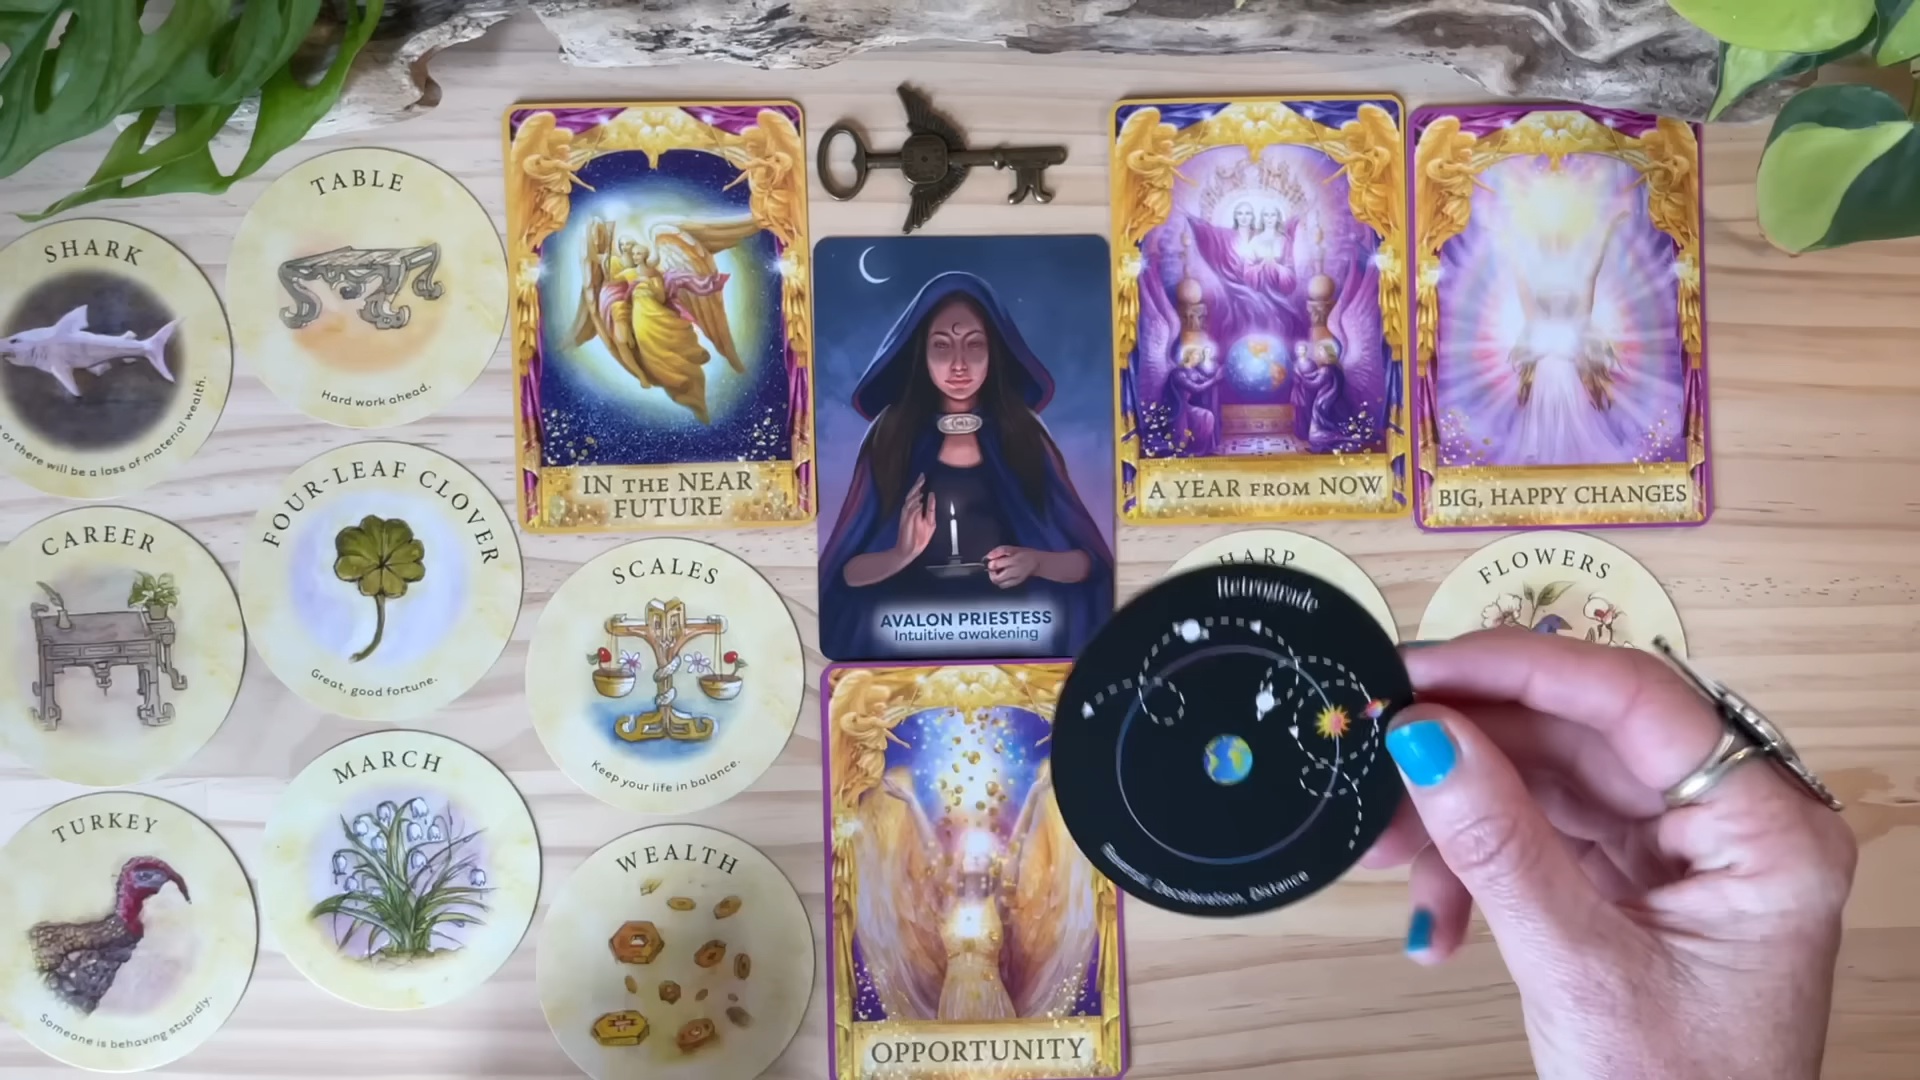 TABLE
Hard work ahead.
SHARK
or there will be a loss of material wealth.
IN THE NEAR
FUTURE
AVALON PRIESTESS
Intuitive awakening
A YEAR FROM NOW
BIG, HAPPY CHANGES
CAREER
FOUR-LEAF CLOVER
Great, good fortune.
SCALES
Keep your life in balance.
HARP
FLOWERS
Retrograde
Deceleration, Distance
TURKEY
Someone is behaving stupidly.
MARCH
WEALTH
OPPORTUNITY